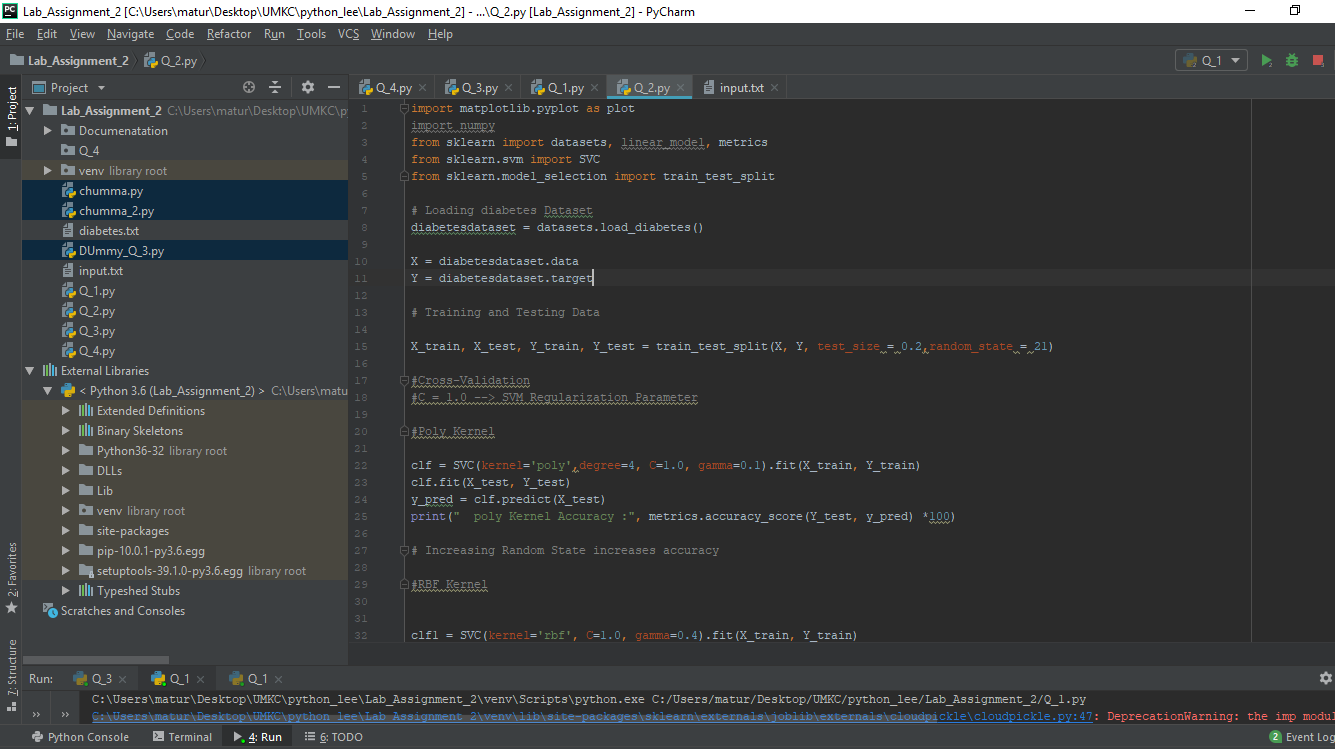 Lab_Assignment_2 [C:\Users\matur\Desktop\UMKC\python_lee\Lab_Assignment_2] - ...\Q_2.py [Lab_Assignment_2] - PyCharm
File Edit View Navigate Code Refactor Run Tools VCS Window Help
Lab_Assignment_2 Q_2.py Q_1
Project
Q_4.py Q_3.py Q_1.py Q_2.py input.txt
1: Project
Lab_Assignment_2 C:\Users\matur\Desktop\UMKC\p
Documenatation
Q_4
venv library root
chumma.py
chumma_2.py
diabetes.txt
DUmmy_Q_3.py
input.txt
Q_1.py
Q_2.py
Q_3.py
Q_4.py
External Libraries
< Python 3.6 (Lab_Assignment_2) > C:\Users\matu
Extended Definitions
Binary Skeletons
Python36-32 library root
DLLs
Lib
venv library root
site-packages
pip-10.0.1-py3.6.egg
setuptools-39.1.0-py3.6.egg library root
Typeshed Stubs
Scratches and Consoles
2: Favorites
7: Structure
1 import matplotlib.pyplot as plot
2 import numpy
3 from sklearn import datasets, linear_model, metrics
4 from sklearn.svm import SVC
5 from sklearn.model_selection import train_test_split
6
7 # Loading diabetes Dataset
8 diabetesdataset = datasets.load_diabetes()
9
10 X = diabetesdataset.data
11 Y = diabetesdataset.target
12
13 # Training and Testing Data
14
15 X_train, X_test, Y_train, Y_test = train_test_split(X, Y, test_size = 0.2,random_state = 21)
16
17 #Cross-Validation
18 #C = 1.0 --> SVM Regularization Parameter
19
20 #Poly Kernel
21
22 clf = SVC(kernel='poly',degree=4, C=1.0, gamma=0.1).fit(X_train, Y_train)
23 clf.fit(X_test, Y_test)
24 y_pred = clf.predict(X_test)
25 print("  poly Kernel Accuracy :", metrics.accuracy_score(Y_test, y_pred) *100)
26
27 # Increasing Random State increases accuracy
28
29 #RBF Kernel
30
31
32 clf1 = SVC(kernel='rbf', C=1.0, gamma=0.4).fit(X_train, Y_train)
Run: Q_3 Q_1 Q_1
C:\Users\matur\Desktop\UMKC\python_lee\Lab_Assignment_2\venv\Scripts\python.exe C:/Users/matur/Desktop/UMKC/python_lee/Lab_Assignment_2/Q_1.py
C:\Users\matur\Desktop\UMKC\python_lee\Lab_Assignment_2\venv\lib\site-packages\sklearn\externals\joblib\externals\cloudpickle\cloudpickle.py:47: DeprecationWarning: the imp modul
Python Console Terminal 4: Run 6: TODO 2 Event Log